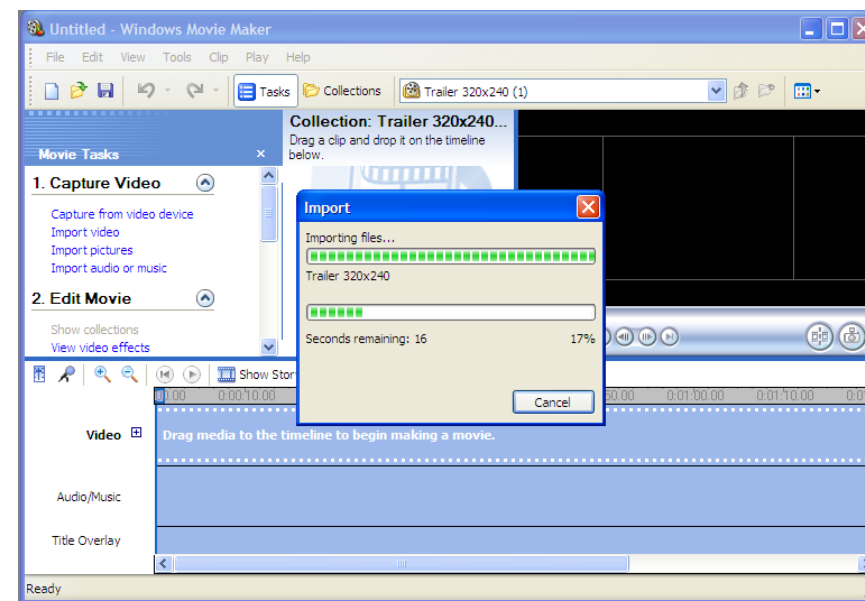 Untitled - Windows Movie Maker
File Edit View Tools Clip Play Help
Tasks Collections Trailer 320x240 (1)
Movie Tasks
Collection: Trailer 320x240...
Drag a clip and drop it on the timeline
below.
1. Capture Video
Capture from video device
Import video
Import pictures
Import audio or music
2. Edit Movie
Show collections
View video effects
Import
Importing files...
Trailer 320x240
Seconds remaining: 16 17%
Cancel
Show Stor
0:00:10.00 0:01:00.00 0:01:10.00
Video Drag media to the timeline to begin making a movie.
Audio/Music
Title Overlay
Ready